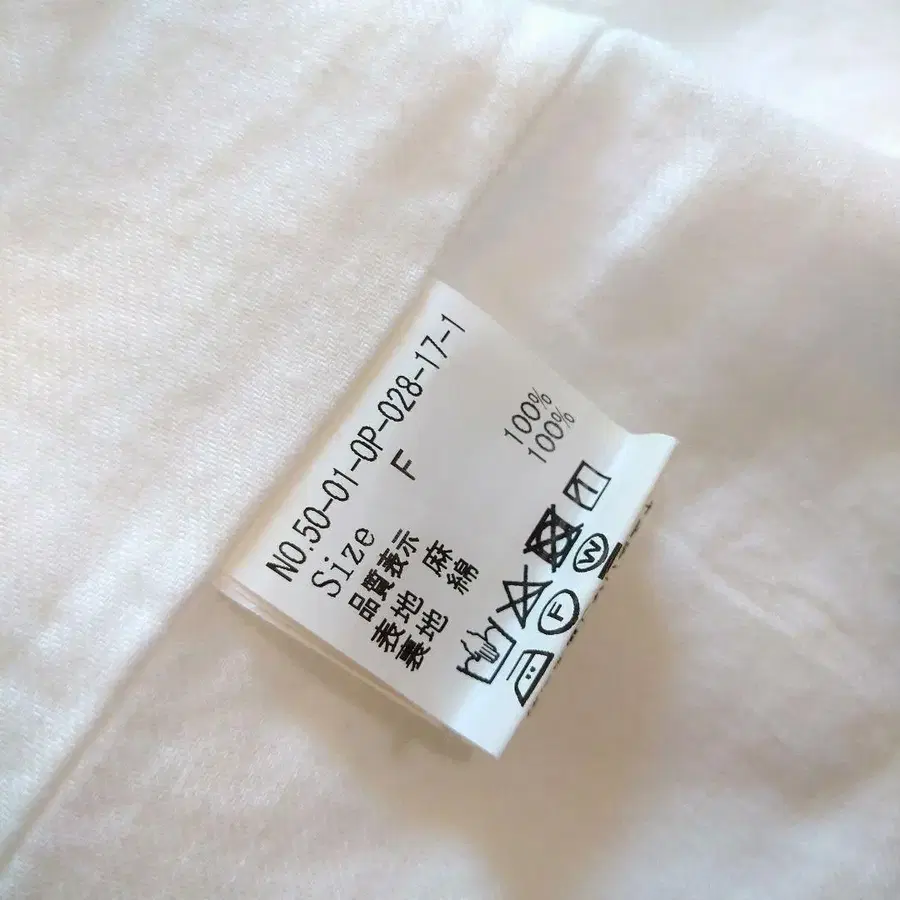 NO.50-01-OP-028-17-1
Size F
品質表示
表地 麻 100%
裏地 綿 100%
W
F